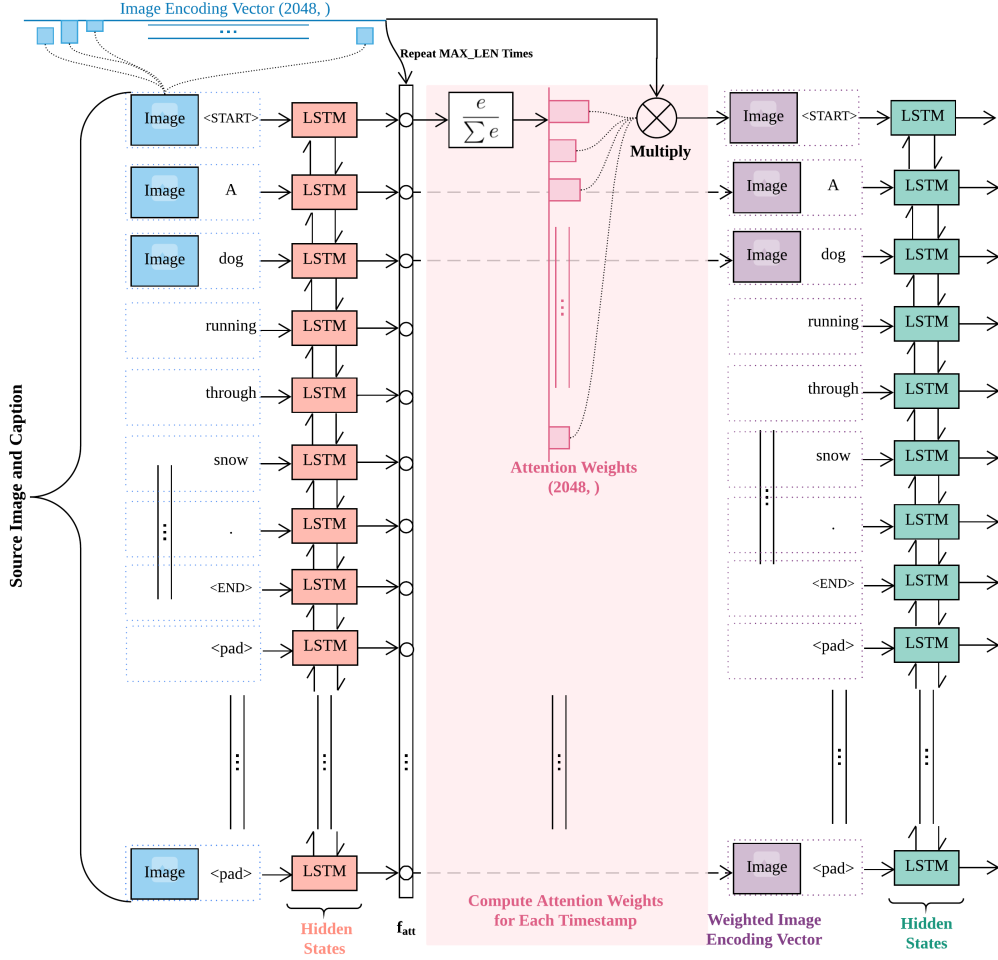 Image Encoding Vector (2048, )
...
Repeat MAX_LEN Times
Source Image and Caption
Image <START> LSTM
e
∑ e
Multiply
Image <START> LSTM
Image A LSTM
Image A LSTM
Image dog LSTM
Image dog LSTM
running LSTM
...
running LSTM
through LSTM
through LSTM
snow LSTM
Attention Weights
(2048, )
snow LSTM
...
. LSTM
...
. LSTM
<END> LSTM
<END> LSTM
<pad> LSTM
<pad> LSTM
... ... ... ... ... ...
Image <pad> LSTM
Image <pad> LSTM
Hidden
States
f_att
Compute Attention Weights
for Each Timestamp
Weighted Image
Encoding Vector
Hidden
States